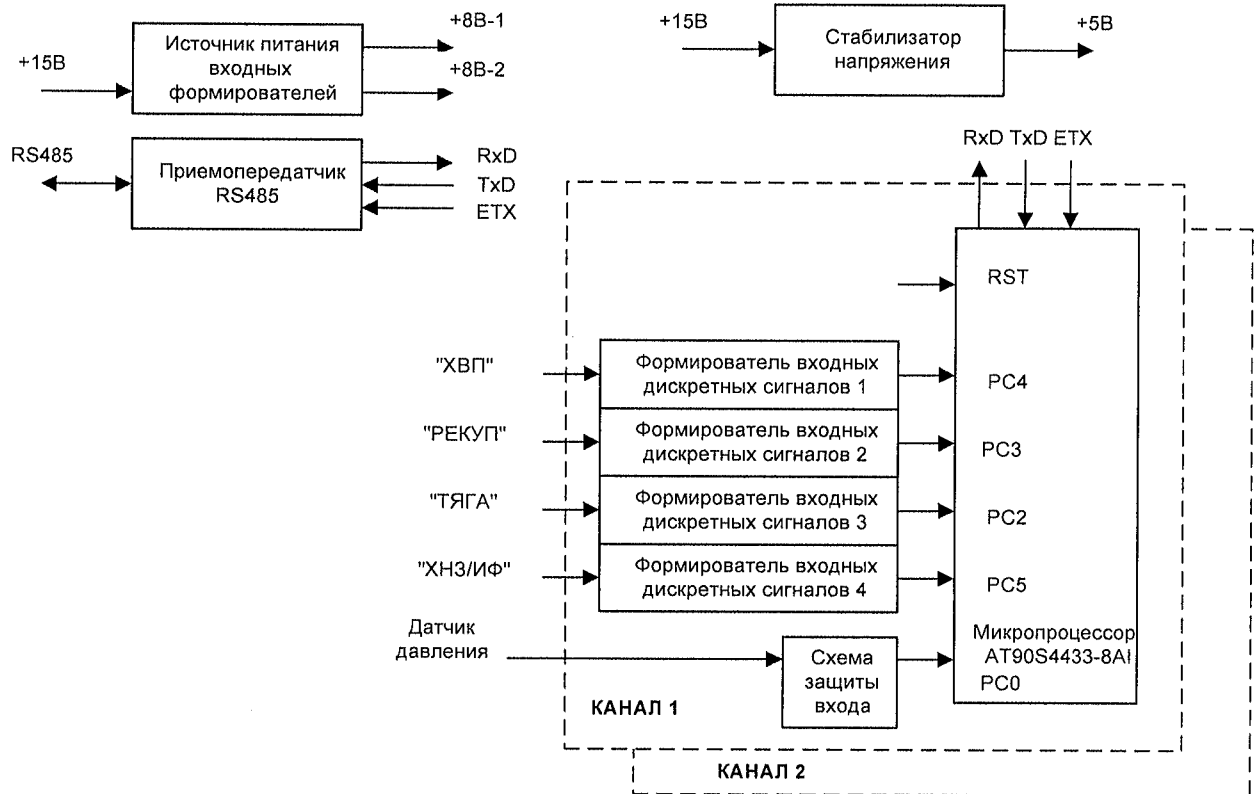 +15В
Источник питания
входных
формирователей
+8В-1
+8В-2
+15В
Стабилизатор
напряжения
+5В
RS485
Приемопередатчик
RS485
RxD
TxD
ETX
RxD TxD ETX
RST
"ХВП"
Формирователь входных
дискретных сигналов 1
PC4
"РЕКУП"
Формирователь входных
дискретных сигналов 2
PC3
"ТЯГА"
Формирователь входных
дискретных сигналов 3
PC2
"ХНЗ/ИФ"
Формирователь входных
дискретных сигналов 4
PC5
Датчик
давления
Схема
защиты
входа
Микропроцессор
AT90S4433-8AI
PC0
КАНАЛ 1
КАНАЛ 2